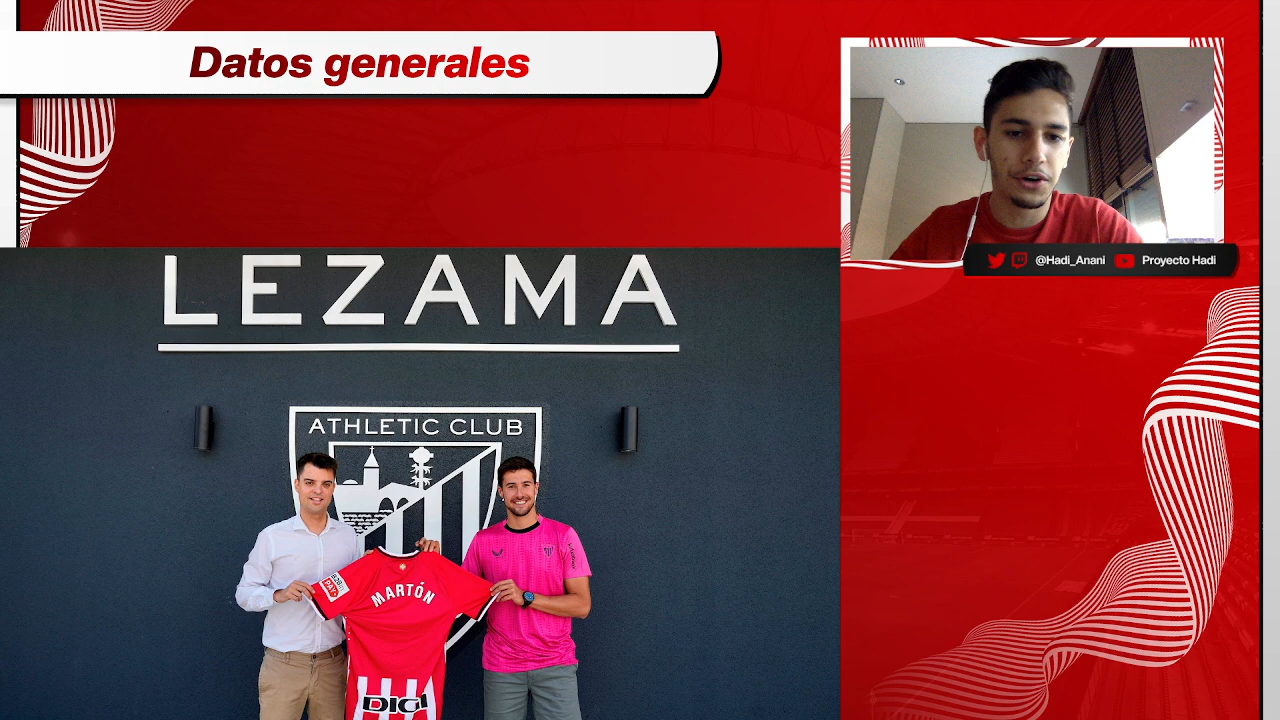 Datos generales
@Hadi_Anani Proyecto Hadi
LEZAMA
ATHLETIC CLUB
MARTÓN
DIGI